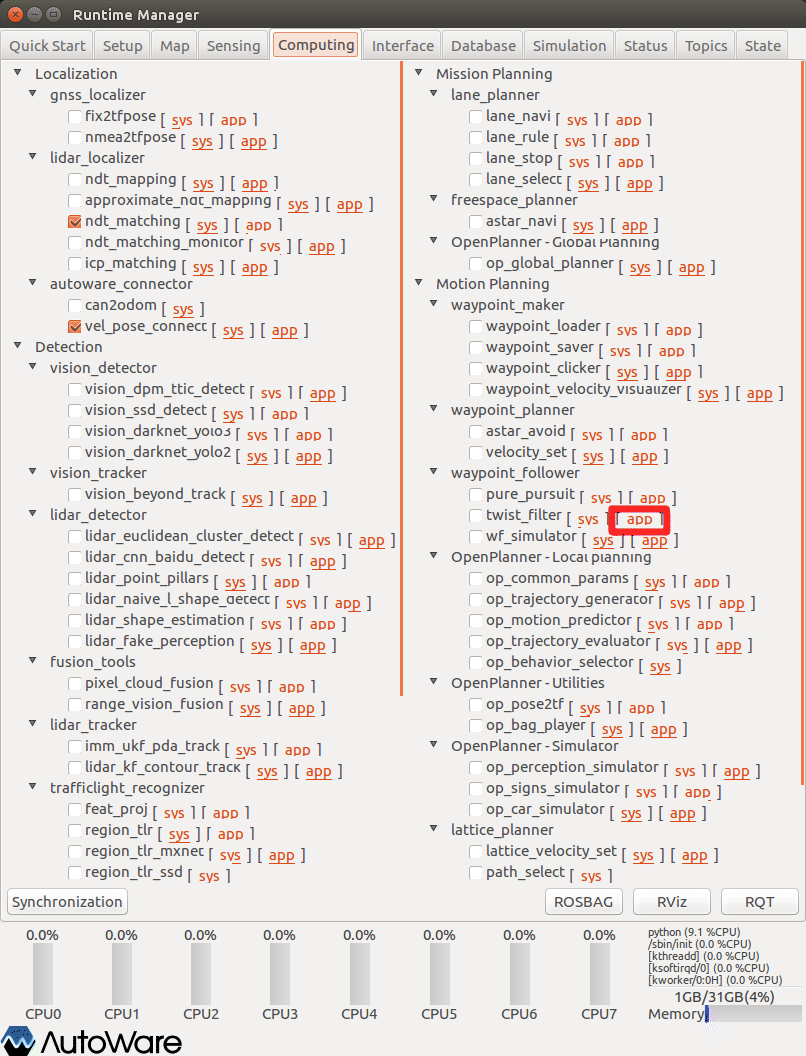 Runtime Manager
Quick Start Setup Map Sensing Computing Interface Database Simulation Status Topics State
Localization
gnss_localizer
fix2tfpose [ sys ] [ app ]
nmea2tfpose [ sys ] [ app ]
lidar_localizer
ndt_mapping [ sys ] [ app ]
approximate_ndt_mapping [ sys ] [ app ]
ndt_matching [ sys ] [ app ]
ndt_matching_monitor [ sys ] [ app ]
icp_matching [ sys ] [ app ]
autoware_connector
can2odom [ sys ]
vel_pose_connect [ sys ] [ app ]
Detection
vision_detector
vision_dpm_ttic_detect [ sys ] [ app ]
vision_ssd_detect [ sys ] [ app ]
vision_darknet_yolo3 [ sys ] [ app ]
vision_darknet_yolo2 [ sys ] [ app ]
vision_tracker
vision_beyond_track [ sys ] [ app ]
lidar_detector
lidar_euclidean_cluster_detect [ sys ] [ app ]
lidar_cnn_baidu_detect [ sys ] [ app ]
lidar_point_pillars [ sys ] [ app ]
lidar_naive_l_shape_detect [ sys ] [ app ]
lidar_shape_estimation [ sys ] [ app ]
lidar_fake_perception [ sys ] [ app ]
fusion_tools
pixel_cloud_fusion [ sys ] [ app ]
range_vision_fusion [ sys ] [ app ]
lidar_tracker
imm_ukf_pda_track [ sys ] [ app ]
lidar_kf_contour_track [ sys ] [ app ]
trafficlight_recognizer
feat_proj [ sys ] [ app ]
region_tlr [ sys ] [ app ]
region_tlr_mxnet [ sys ] [ app ]
region_tlr_ssd [ sys ]
Mission Planning
lane_planner
lane_navi [ sys ] [ app ]
lane_rule [ sys ] [ app ]
lane_stop [ sys ] [ app ]
lane_select [ sys ] [ app ]
freespace_planner
astar_navi [ sys ] [ app ]
OpenPlanner - Global Planning
op_global_planner [ sys ] [ app ]
Motion Planning
waypoint_maker
waypoint_loader [ sys ] [ app ]
waypoint_saver [ sys ] [ app ]
waypoint_clicker [ sys ] [ app ]
waypoint_velocity_visualizer [ sys ] [ app ]
waypoint_planner
astar_avoid [ sys ] [ app ]
velocity_set [ sys ] [ app ]
waypoint_follower
pure_pursuit [ sys ] [ app ]
twist_filter [ sys ] [ app ]
wf_simulator [ sys ] [ app ]
OpenPlanner - Local planning
op_common_params [ sys ] [ app ]
op_trajectory_generator [ sys ] [ app ]
op_motion_predictor [ sys ] [ app ]
op_trajectory_evaluator [ sys ] [ app ]
op_behavior_selector [ sys ]
OpenPlanner - Utilities
op_pose2tf [ sys ] [ app ]
op_bag_player [ sys ] [ app ]
OpenPlanner - Simulator
op_perception_simulator [ sys ] [ app ]
op_signs_simulator [ sys ] [ app ]
op_car_simulator [ sys ] [ app ]
lattice_planner
lattice_velocity_set [ sys ] [ app ]
path_select [ sys ]
Synchronization ROSBAG RViz RQT
0.0% 0.0% 0.0% 0.0% 0.0% 0.0% 0.0% 0.0%
CPU0 CPU1 CPU2 CPU3 CPU4 CPU5 CPU6 CPU7
python (9.1 %CPU)
/sbin/init (0.0 %CPU)
[kthreadd] (0.0 %CPU)
[ksoftirqd/0] (0.0 %CPU)
[kworker/0:0H] (0.0 %CPU)
1GB/31GB(4%)
Memory
AutoWare